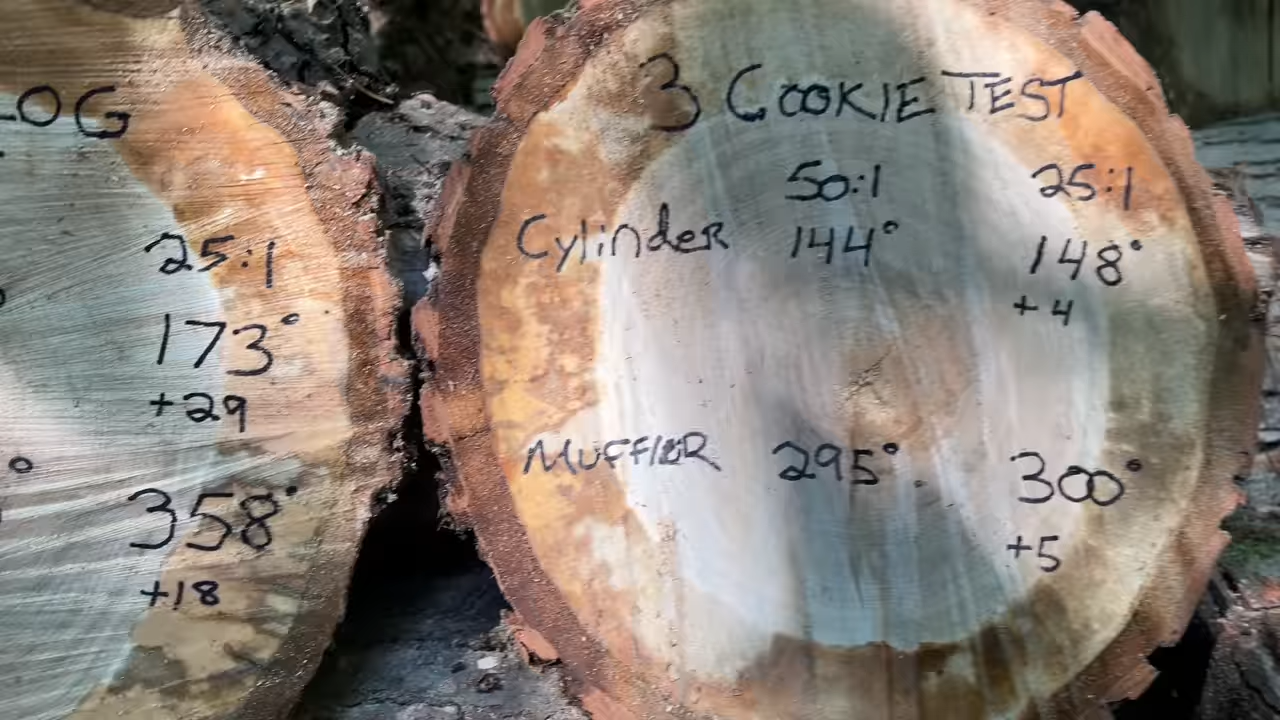 LOG
25:1
173°
+29
358°
+18
3 COOKIE TEST
50:1 25:1
Cylinder 144° 148°
+4
MUFFlER 295° 300°
+5